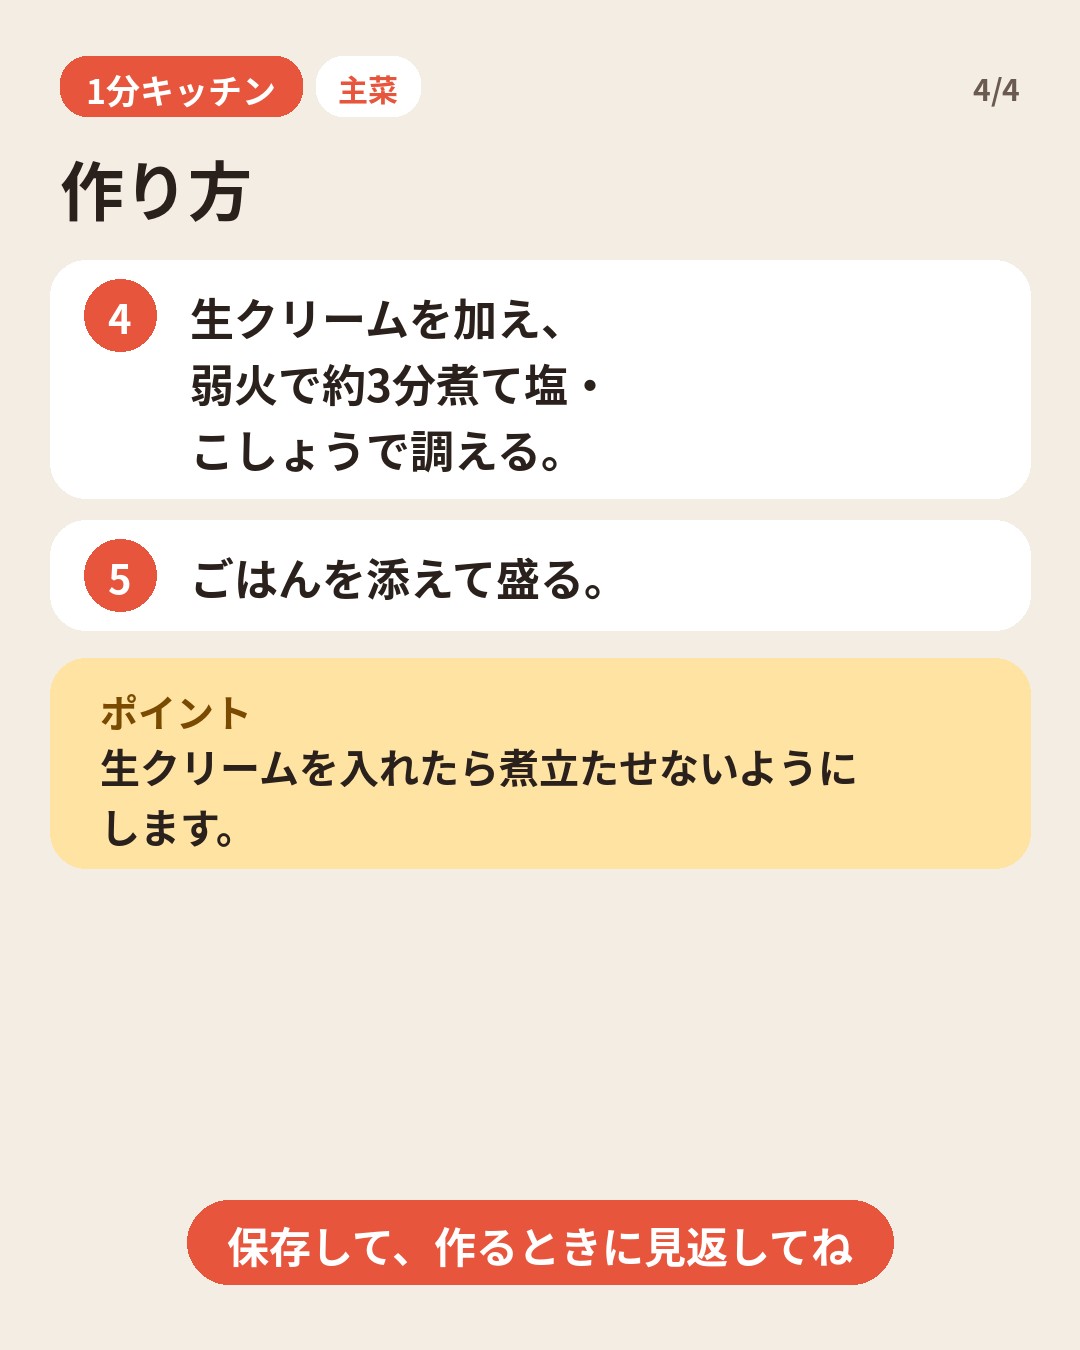 1分キッチン 主菜 4/4
作り方
4 生クリームを加え、
弱火で約3分煮て塩・
こしょうで調える。
5 ごはんを添えて盛る。
ポイント
生クリームを入れたら煮立たせないように
します。
保存して、作るときに見返してね